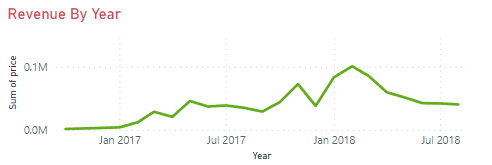 Revenue By Year
Sum of price
0.1M
0.0M
Jan 2017 Jul 2017 Jan 2018 Jul 2018
Year